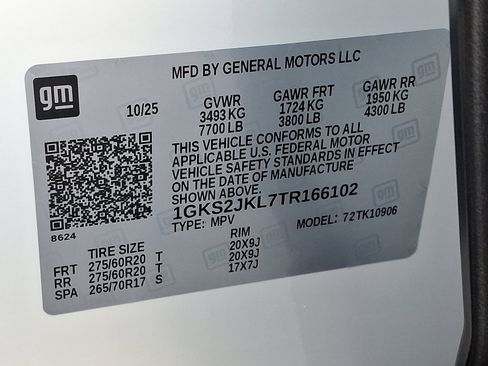 MFD BY GENERAL MOTORS LLC
gm
10/25 GVWR GAWR FRT GAWR RR
3493 KG 1724 KG 1950 KG
7700 LB 3800 LB 4300 LB
THIS VEHICLE CONFORMS TO ALL
APPLICABLE U.S. FEDERAL MOTOR
VEHICLE SAFETY STANDARDS IN EFFECT
ON THE DATE OF MANUFACTURE
SHOWN ABOVE.
1GKS2JKL7TR166102
TYPE: MPV MODEL: 72TK10906
8624
TIRE SIZE RIM
FRT 275/60R20 T 20X9J
RR 275/60R20 T 20X9J
SPA 265/70R17 S 17X7J